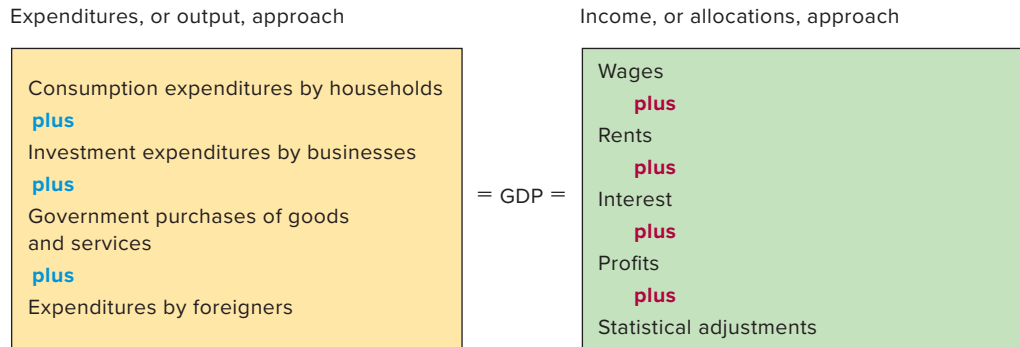 Expenditures, or output, approach
Consumption expenditures by households
plus
Investment expenditures by businesses
plus
Government purchases of goods
and services
plus
Expenditures by foreigners
= GDP =
Income, or allocations, approach
Wages
plus
Rents
plus
Interest
plus
Profits
plus
Statistical adjustments